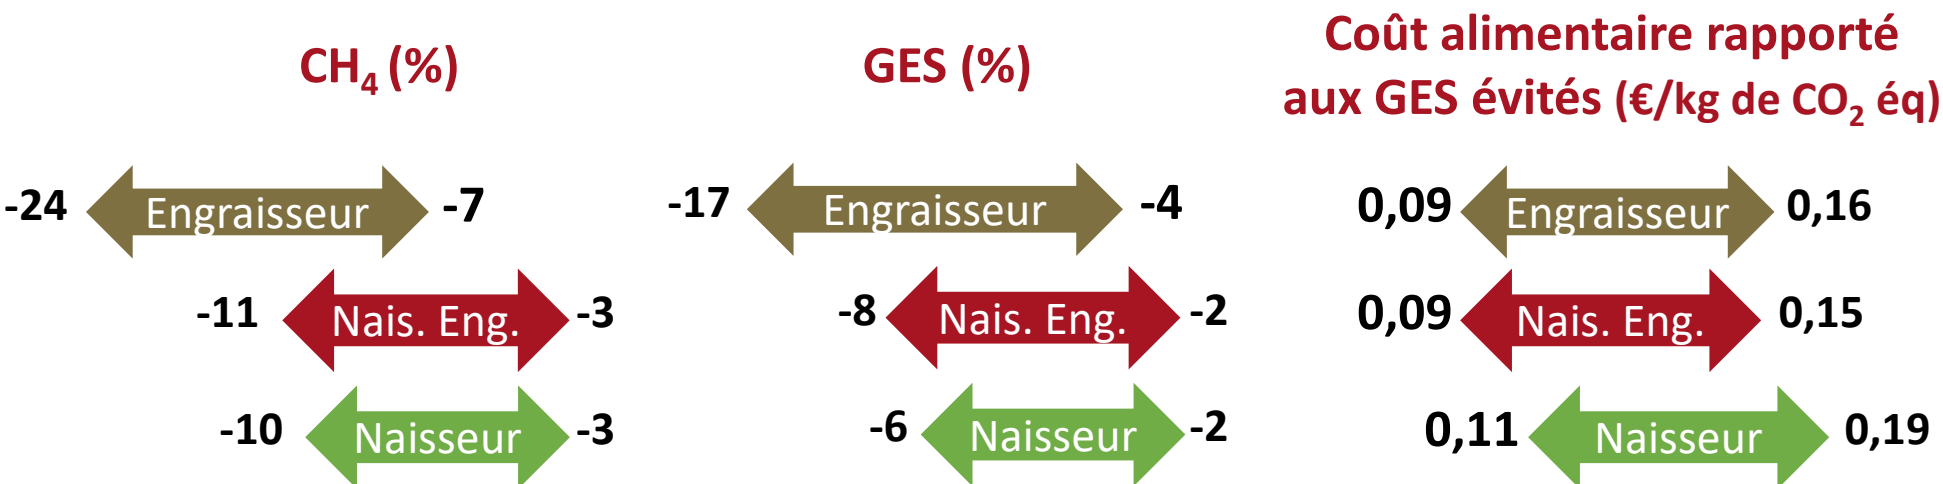 CH₄ (%)
GES (%)
Coût alimentaire rapporté
aux GES évités (€/kg de CO₂ éq)
-24 Engraisseur -7
-17 Engraisseur -4
0,09 Engraisseur 0,16
-11 Nais. Eng. -3
-8 Nais. Eng. -2
0,09 Nais. Eng. 0,15
-10 Naisseur -3
-6 Naisseur -2
0,11 Naisseur 0,19